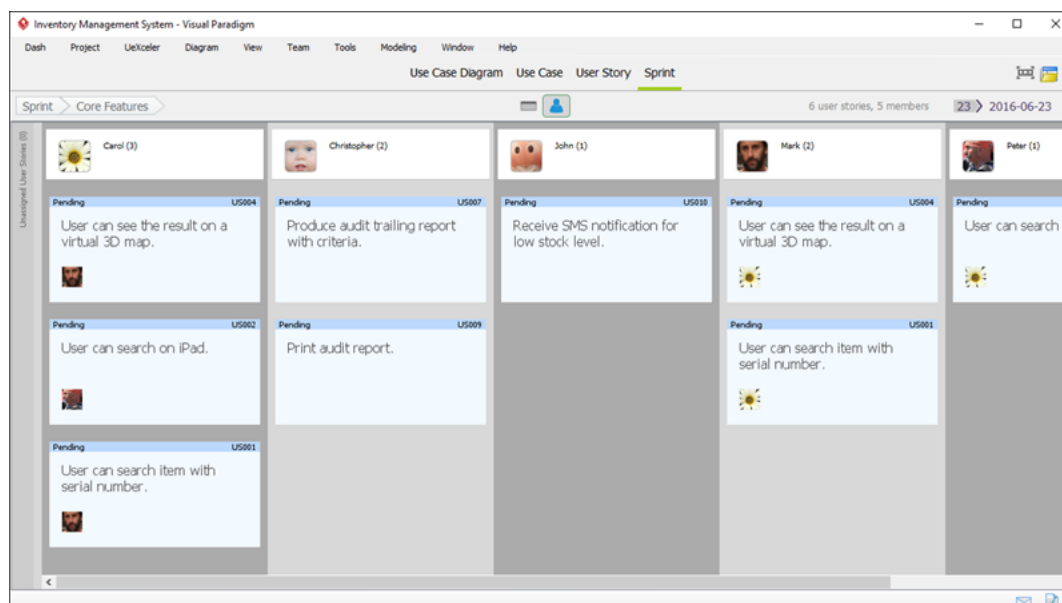 Inventory Management System - Visual Paradigm
Dash Project UeXceler Diagram View Team Tools Modeling Window Help
Use Case Diagram Use Case User Story Sprint
Sprint Core Features 6 user stories, 5 members 23 2016-06-23
Unassigned User Stories (0)
Carol (3)
Pending US004
User can see the result on a
virtual 3D map.
Pending US002
User can search on iPad.
Pending US001
User can search item with
serial number.
Christopher (2)
Pending US007
Produce audit trailing report
with criteria.
Pending US009
Print audit report.
John (1)
Pending US010
Receive SMS notification for
low stock level.
Mark (2)
Pending US004
User can see the result on a
virtual 3D map.
Pending US001
User can search item with
serial number.
Peter (1)
Pending
User can search